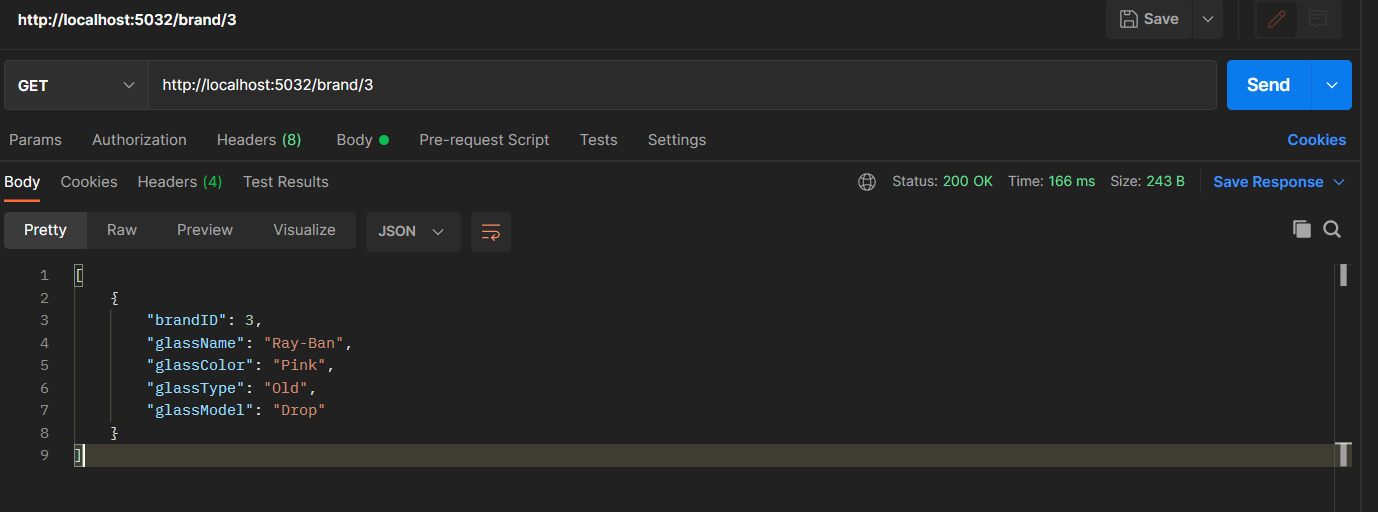 http://localhost:5032/brand/3
Save
GET
http://localhost:5032/brand/3
Send
Params Authorization Headers (8) Body Pre-request Script Tests Settings Cookies
Body Cookies Headers (4) Test Results Status: 200 OK Time: 166 ms Size: 243 B Save Response
Pretty Raw Preview Visualize JSON
1 [
2 {
3 "brandID": 3,
4 "glassName": "Ray-Ban",
5 "glassColor": "Pink",
6 "glassType": "Old",
7 "glassModel": "Drop"
8 }
9 ]